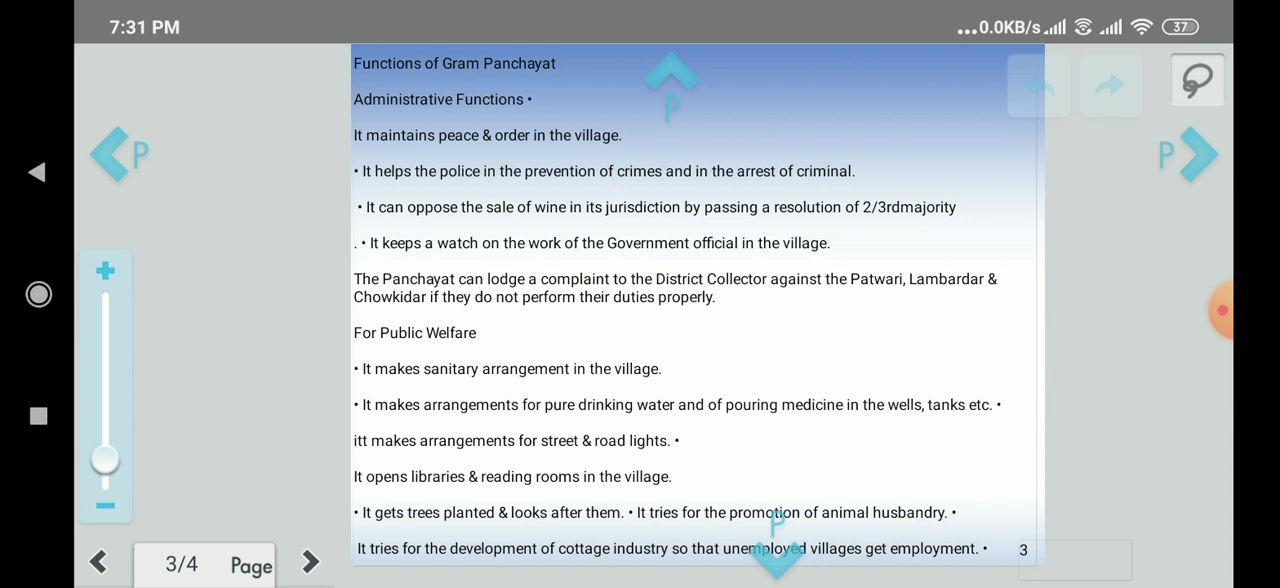 7:31 PM
...0.0KB/s
37
Functions of Gram Panchayat
P
Administrative Functions •
It maintains peace & order in the village.
P
P
• It helps the police in the prevention of crimes and in the arrest of criminal.
• It can oppose the sale of wine in its jurisdiction by passing a resolution of 2/3rdmajority
. • It keeps a watch on the work of the Government official in the village.
The Panchayat can lodge a complaint to the District Collector against the Patwari, Lambardar &
Chowkidar if they do not perform their duties properly.
For Public Welfare
• It makes sanitary arrangement in the village.
• It makes arrangements for pure drinking water and of pouring medicine in the wells, tanks etc. •
itt makes arrangements for street & road lights. •
It opens libraries & reading rooms in the village.
• It gets trees planted & looks after them. • It tries for the promotion of animal husbandry. •
P
It tries for the development of cottage industry so that unemployed villages get employment. •
3
3/4 Page